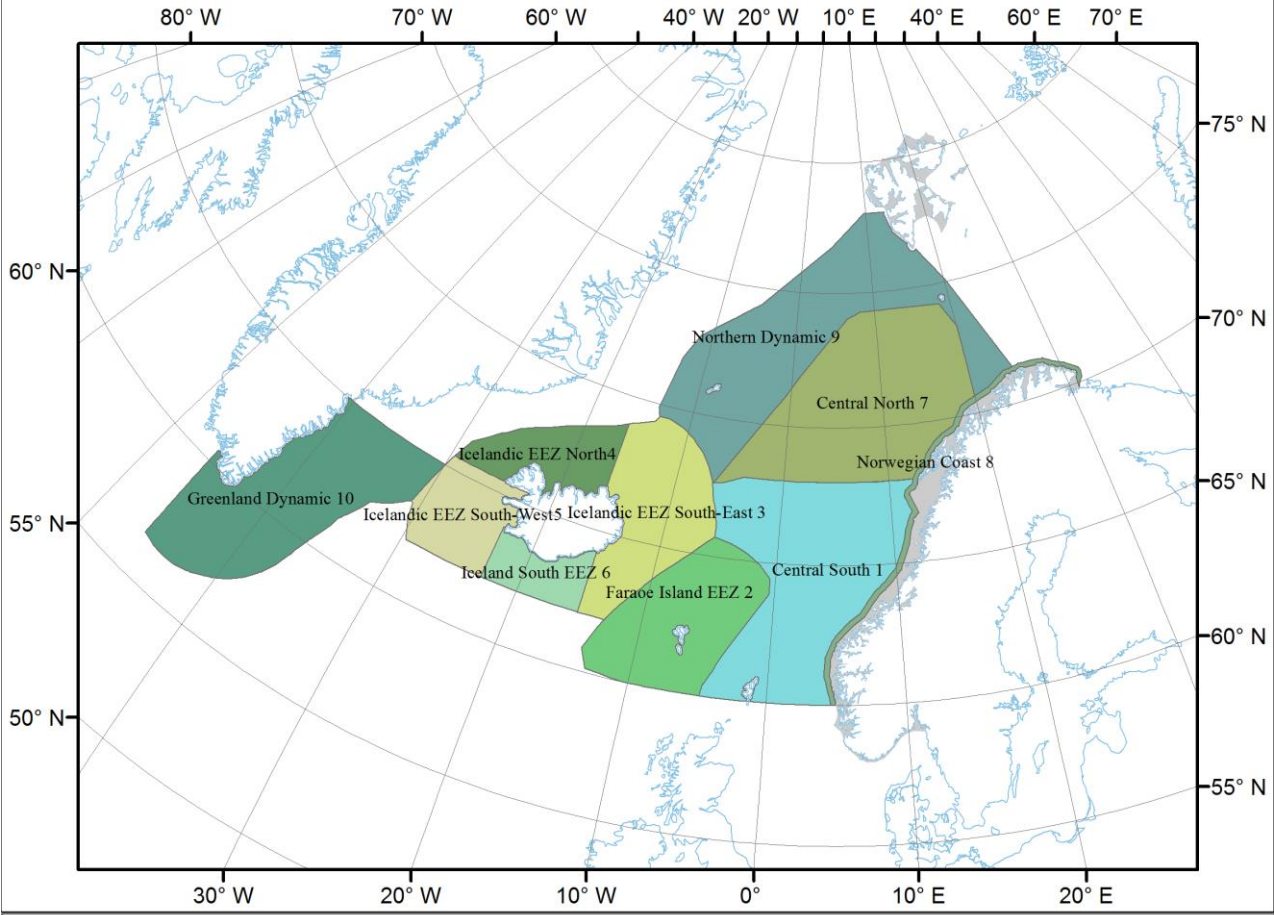 80° W 70° W 60° W 40° W 20° W 10° E 40° E 60° E 70° E
75° N
60° N
70° N
Northern Dynamic 9
Central North 7
Icelandic EEZ North4
Norwegian Coast 8
65° N
Greenland Dynamic 10
Icelandic EEZ South-West5
Icelandic EEZ South-East 3
55° N
Central South 1
Iceland South EEZ 6
Faraoe Island EEZ 2
60° N
50° N
55° N
30° W 20° W 10° W 0° 10° E 20° E